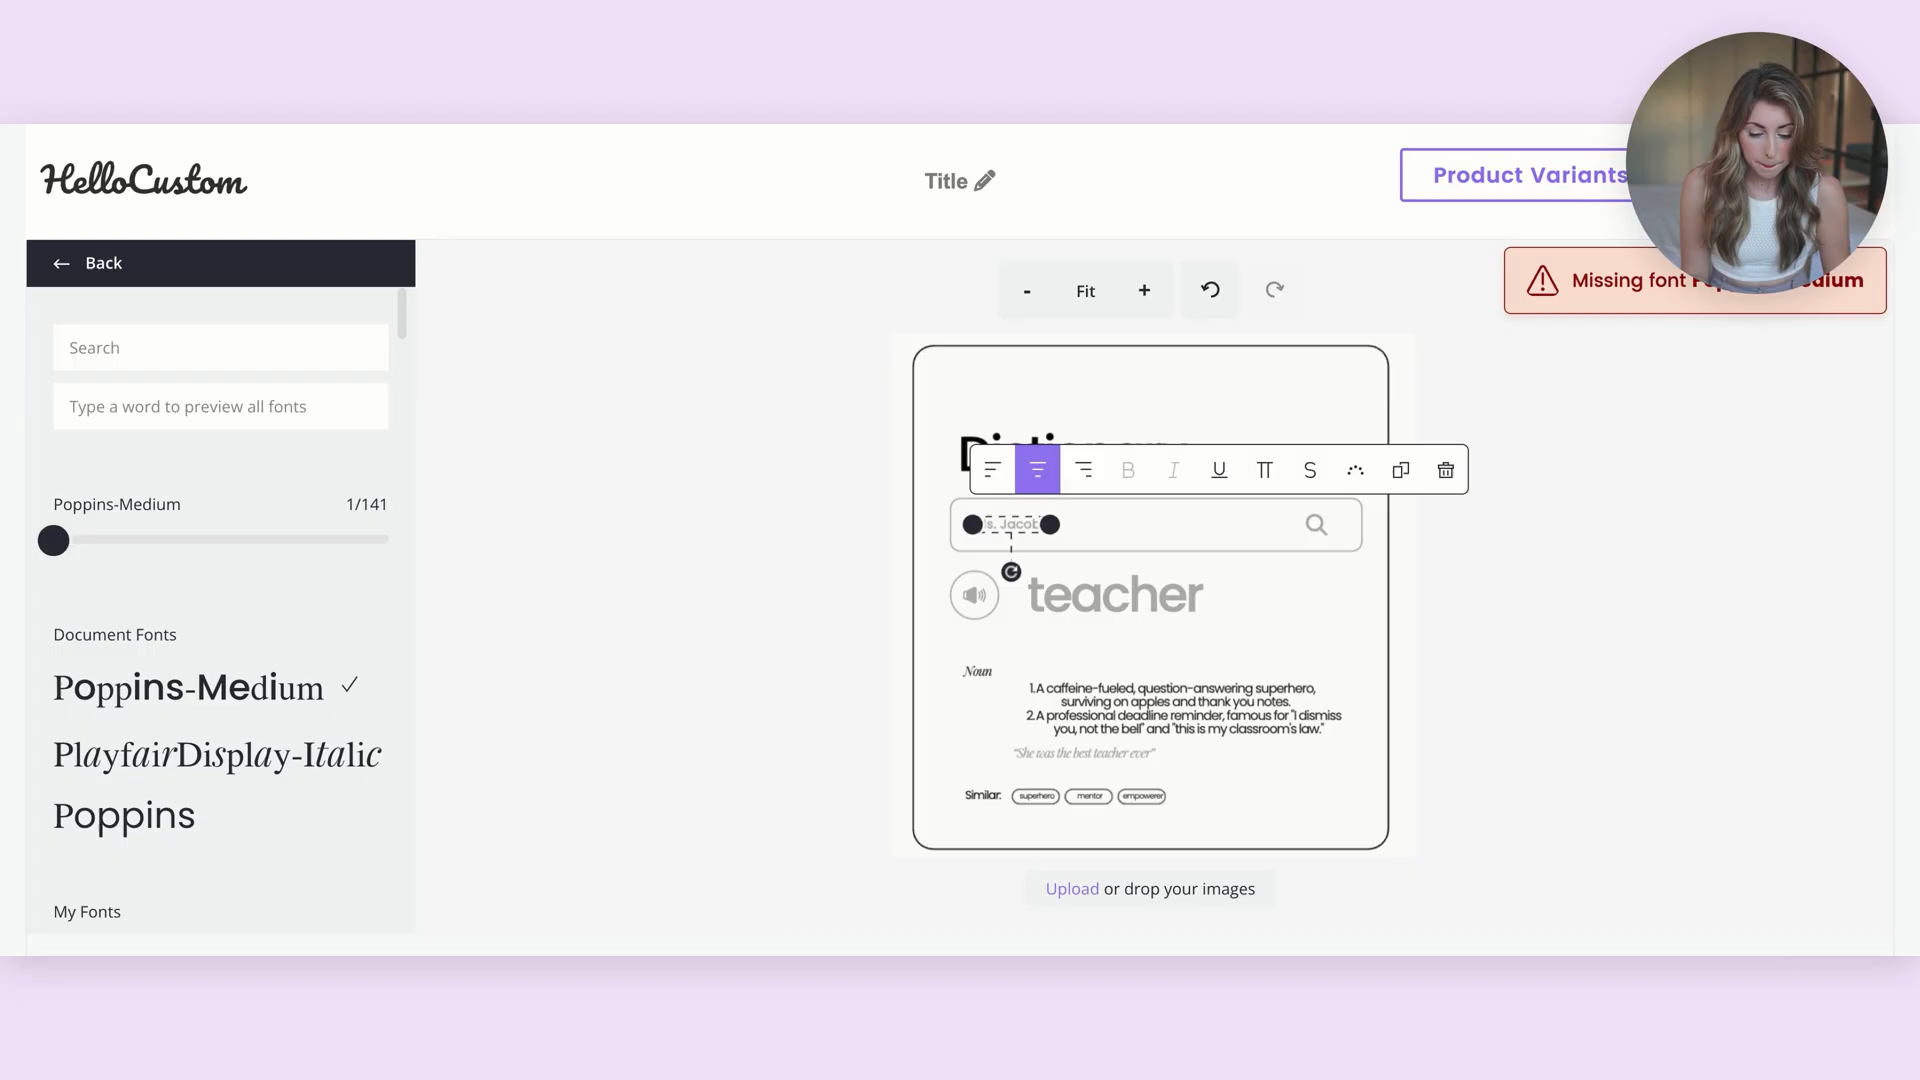 HelloCustom
Title
Product Variants
Back
Missing font
Search
Type a word to preview all fonts
- Fit +
B I U S
Poppins-Medium 1/141
s. Jacob
teacher
Document Fonts
Poppins-Medium
PlayfairDisplay-Italic
Poppins
My Fonts
Noun
1.A caffeine-fueled, question-answering superhero,
surviving on apples and thank you notes.
2.A professional deadline reminder, famous for "I dismiss
you, not the bell" and "this is my classroom's law."
“She was the best teacher ever”
Similar: superhero mentor empowerer
Upload or drop your images